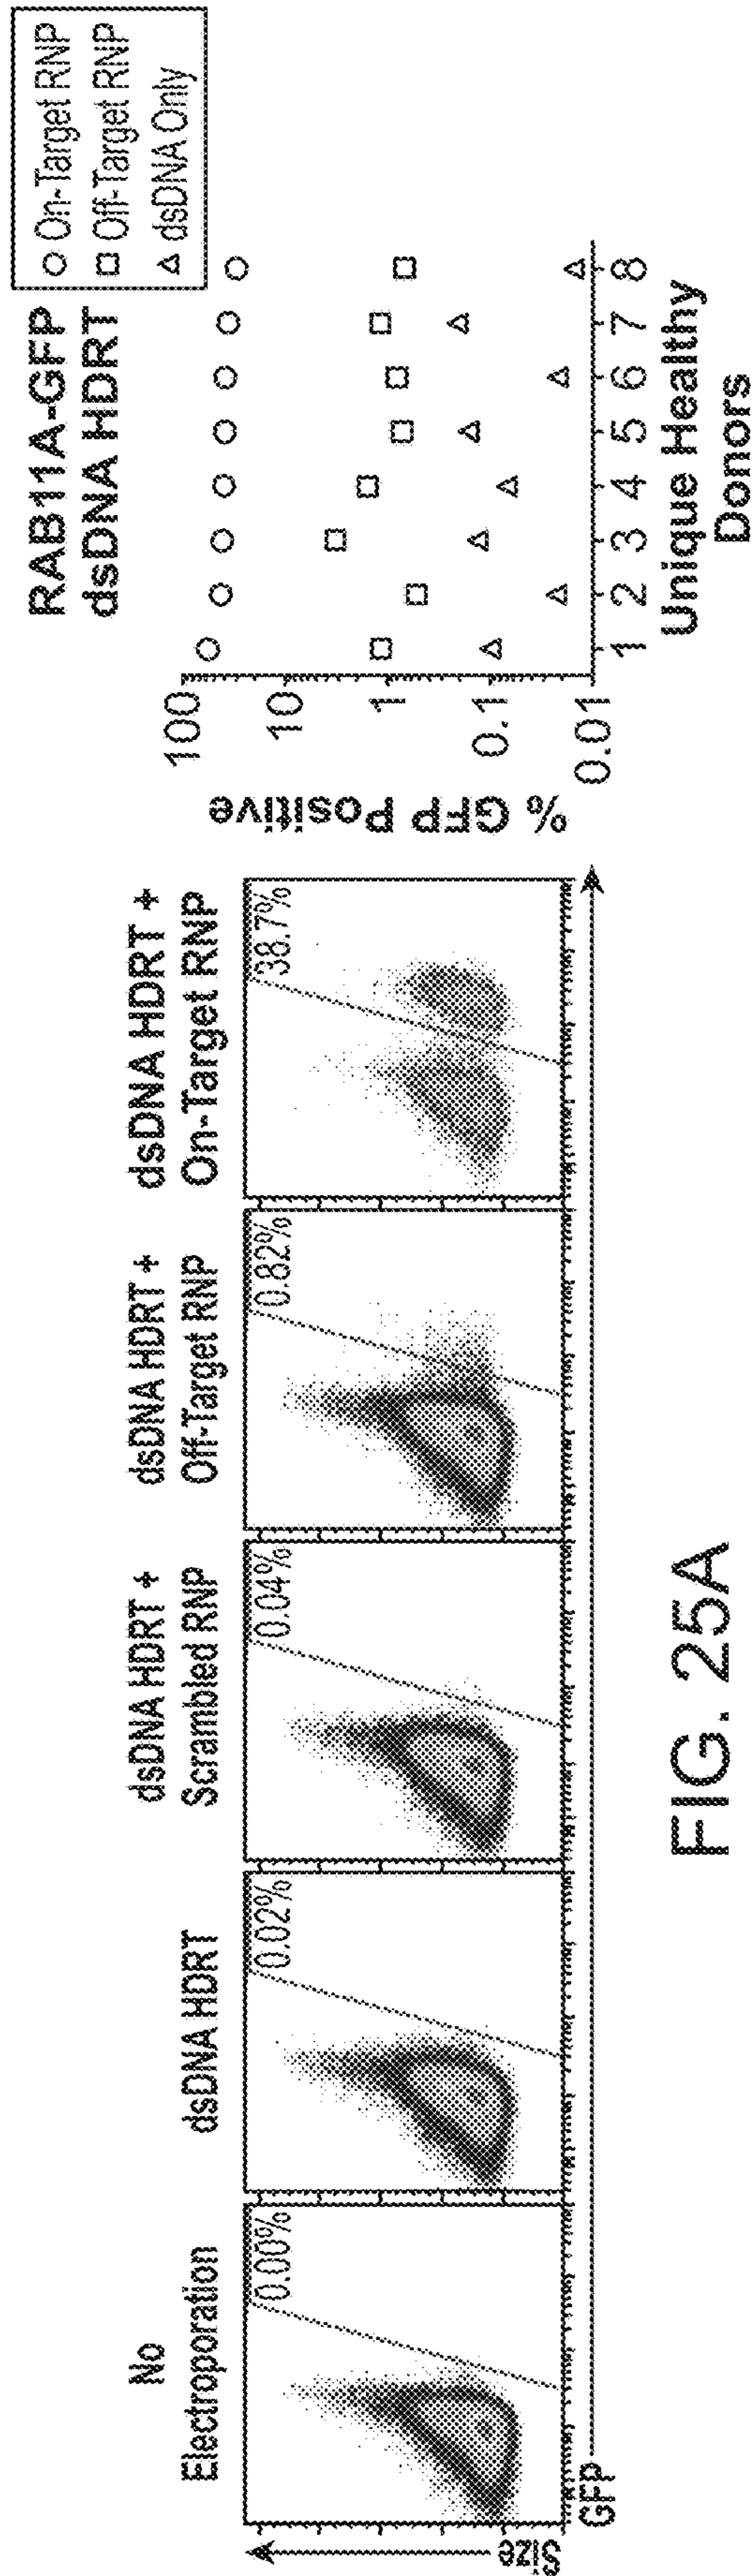 No
Electroporation
dsDNA HDRT
dsDNA HDRT +
Scrambled RNP
dsDNA HDRT +
Off-Target RNP
dsDNA HDRT +
On-Target RNP
0.00%
0.02%
0.04%
0.82%
38.7%
Size
GFP
RAB11A-GFP
dsDNA HDRT
On-Target RNP
Off-Target RNP
dsDNA Only
% GFP Positive
100
10
1
0.1
0.01
1 2 3 4 5 6 7 8
Unique Healthy
Donors
FIG. 25A